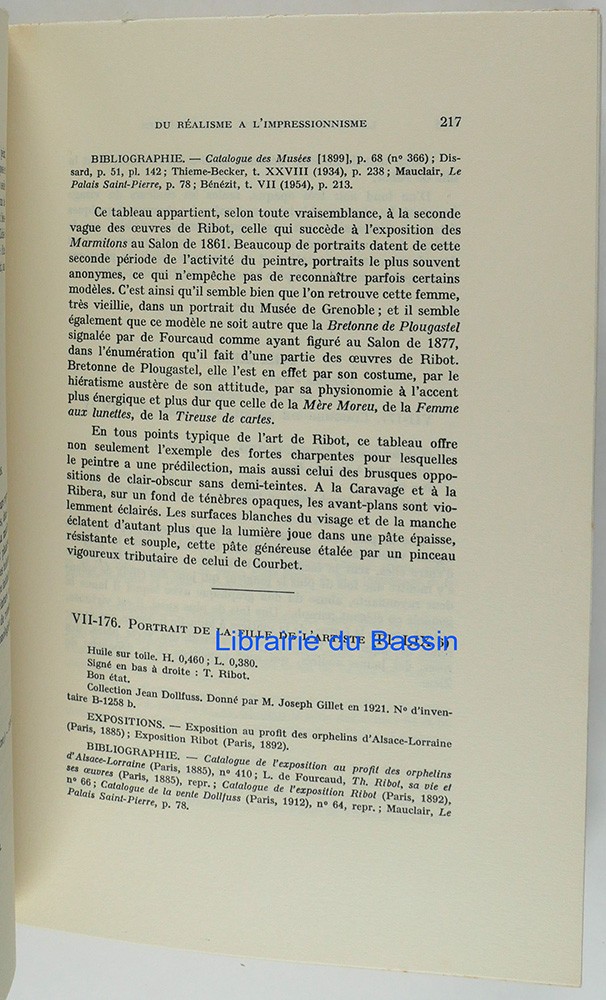 DU RÉALISME A L'IMPRESSIONNISME 217
BIBLIOGRAPHIE. — Catalogue des Musées [1899], p. 68 (nº 366) ; Dis-
sard, p. 51, pl. 142 ; Thieme-Becker, t. XXVIII (1934), p. 238 ; Mauclair, Le
Palais Saint-Pierre, p. 78 ; Bénézit, t. VII (1954), p. 213.
Ce tableau appartient, selon toute vraisemblance, à la seconde
vague des œuvres de Ribot, celle qui succède à l'exposition des
Marmitons au Salon de 1861. Beaucoup de portraits datent de cette
seconde période de l'activité du peintre, portraits le plus souvent
anonymes, ce qui n'empêche pas de reconnaître parfois certains
modèles. C'est ainsi qu'il semble bien que l'on retrouve cette femme,
très vieillie, dans un portrait du Musée de Grenoble ; et il semble
également que ce modèle ne soit autre que la Bretonne de Plougastel
signalée par de Fourcaud comme ayant figuré au Salon de 1877,
dans l'énumération qu'il fait d'une partie des œuvres de Ribot.
Bretonne de Plougastel, elle l'est en effet par son costume, par le
hiératisme austère de son attitude, par sa physionomie à l'accent
plus énergique et plus dur que celle de la Mère Moreu, de la Femme
aux lunettes, de la Tireuse de cartes.
En tous points typique de l'art de Ribot, ce tableau offre
non seulement l'exemple des fortes charpentes pour lesquelles
le peintre a une prédilection, mais aussi celui des brusques oppo-
sitions de clair-obscur sans demi-teintes. A la Caravage et à la
Ribera, sur un fond de ténèbres opaques, les avant-plans sont vio-
lemment éclairés. Les surfaces blanches du visage et de la manche
éclatent d'autant plus que la lumière joue dans une pâte épaisse,
résistante et souple, cette pâte généreuse étalée par un pinceau
vigoureux tributaire de celui de Courbet.
VII-176. PORTRAIT DE LA FILLE DE L'ARTISTE
Librairie du Bassin
Huile sur toile. H. 0,460 ; L. 0,380.
Signé en bas à droite : T. Ribot.
Bon état.
Collection Jean Dollfuss. Donné par M. Joseph Gillet en 1921. Nº d'inven-
taire B-1258 b.
EXPOSITIONS. — Exposition au profit des orphelins d'Alsace-Lorraine
(Paris, 1885) ; Exposition Ribot (Paris, 1892).
BIBLIOGRAPHIE. — Catalogue de l'exposition au profit des orphelins
d'Alsace-Lorraine (Paris, 1885), nº 410 ; L. de Fourcaud, Th. Ribot, sa vie et
ses œuvres (Paris, 1885), repr. ; Catalogue de l'exposition Ribot (Paris, 1892),
nº 66 ; Catalogue de la vente Dollfuss (Paris, 1912), nº 64, repr. ; Mauclair, Le
Palais Saint-Pierre, p. 78.